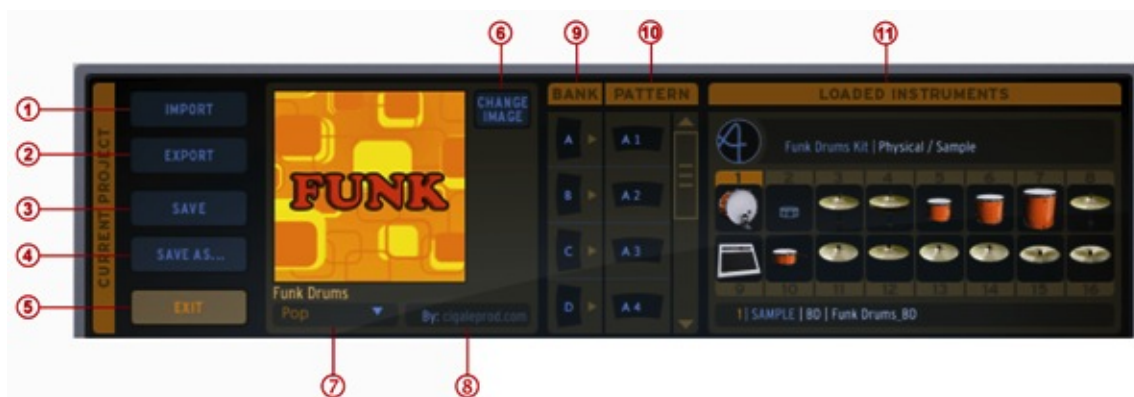 6 9 10 11
CURRENT PROJECT
1 IMPORT
2 EXPORT
3 SAVE
4 SAVE AS...
5 EXIT
CHANGE
IMAGE
FUNK
Funk Drums
Pop
By: cigaleprod.com
7 8
BANK PATTERN
A A 1
B A 2
C A 3
D A 4
LOADED INSTRUMENTS
Funk Drums Kit | Physical / Sample
1 2 3 4 5 6 7 8
9 10 11 12 13 14 15 16
1 | SAMPLE | BD | Funk Drums_BD